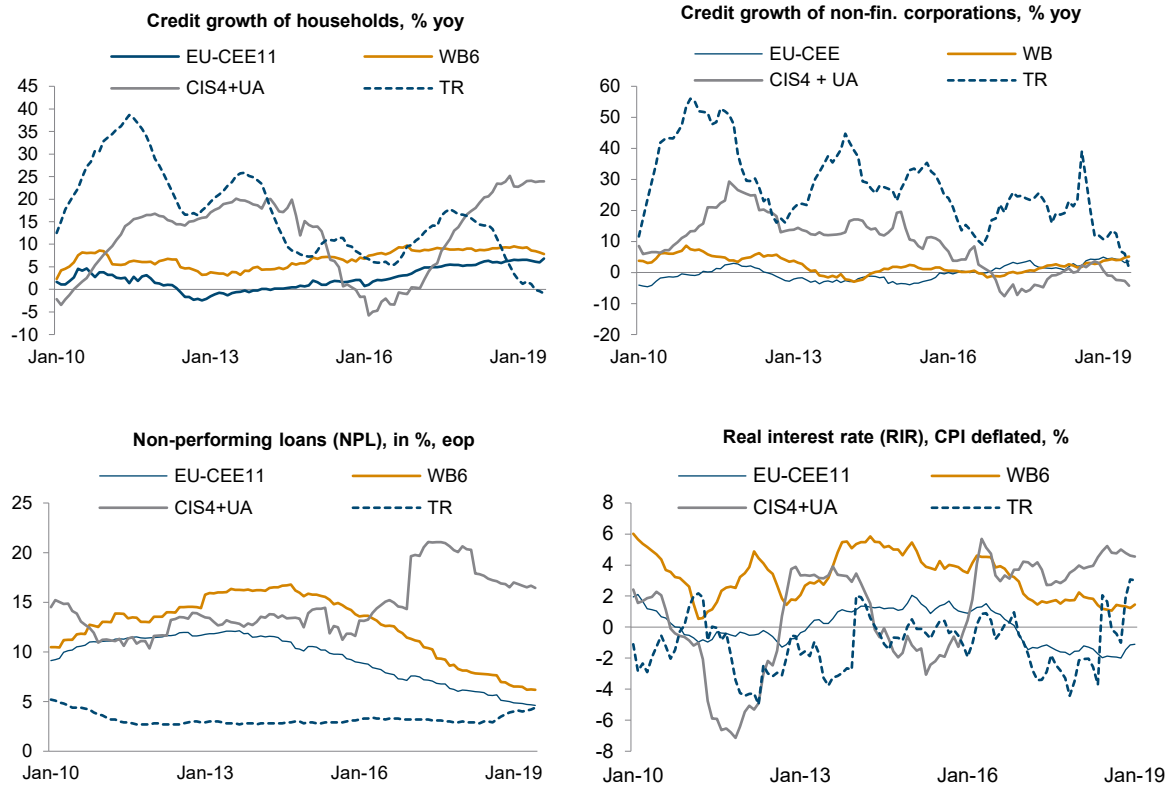 Credit growth of households, % yoy
EU-CEE11 WB6
CIS4+UA TR
45
40
35
30
25
20
15
10
5
0
-5
-10
Jan-10 Jan-13 Jan-16 Jan-19
Credit growth of non-fin. corporations, % yoy
EU-CEE WB
CIS4 + UA TR
60
50
40
30
20
10
0
-10
-20
Jan-10 Jan-13 Jan-16 Jan-19
Non-performing loans (NPL), in %, eop
EU-CEE11 WB6
CIS4+UA TR
25
20
15
10
5
0
Jan-10 Jan-13 Jan-16 Jan-19
Real interest rate (RIR), CPI deflated, %
EU-CEE11 WB6
CIS4+UA TR
8
6
4
2
0
-2
-4
-6
-8
Jan-10 Jan-13 Jan-16 Jan-19